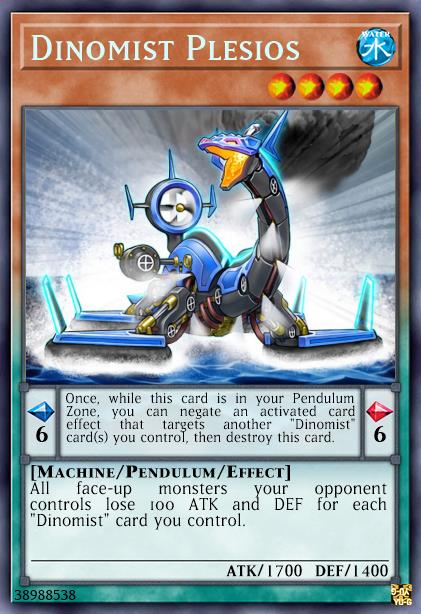 DINOMIST PLESIOS
WATER
水
Once, while this card is in your Pendulum
Zone, you can negate an activated card
effect that targets another "Dinomist"
card(s) you control, then destroy this card.
6
6
[MACHINE/PENDULUM/EFFECT]
All face-up monsters your opponent
controls lose 100 ATK and DEF for each
"Dinomist" card you control.
ATK/1700 DEF/1400
38988538